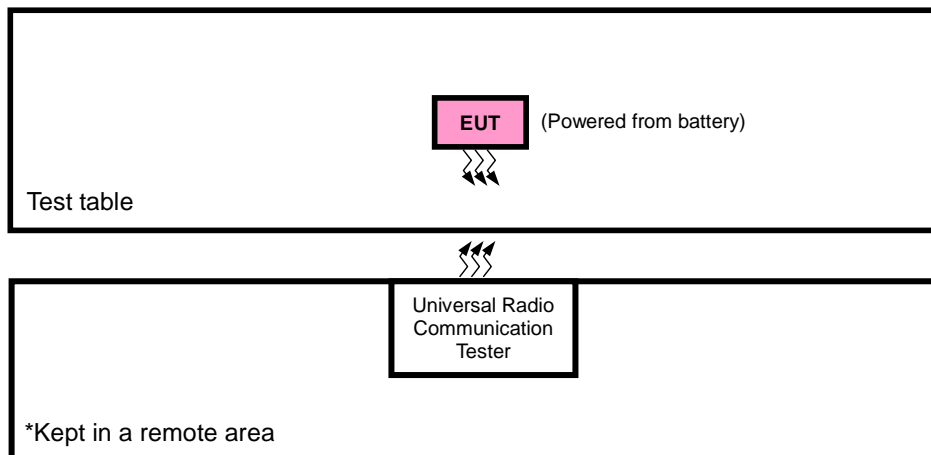 EUT
(Powered from battery)
Test table
Universal Radio
Communication
Tester
*Kept in a remote area